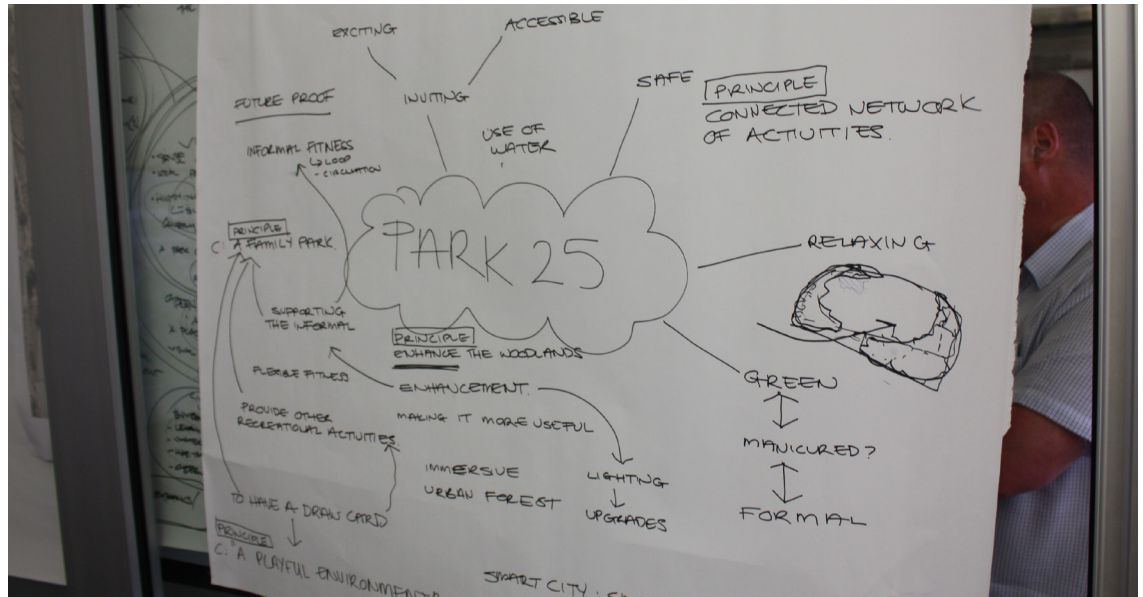 EXCITING
ACCESSIBLE
INVITING
SAFE
PRINCIPLE
CONNECTED NETWORK
OF ACTIVITIES.
FUTURE PROOF
USE OF
WATER
INFORMAL FITNESS
↳ LOOP
- CIRCULATION
PRINCIPLE
C: A FAMILY PARK
PARK 25
RELAXING
SUPPORTING
THE INFORMAL
PRINCIPLE
ENHANCE THE WOODLANDS
FLEXIBLE FITNESS
ENHANCEMENT.
MAKING IT MORE USEFUL
GREEN
MANICURED?
FORMAL
PROVIDE OTHER
RECREATIONAL ACTIVITIES
IMMERSIVE
URBAN FOREST
LIGHTING
UPGRADES
TO HAVE A DRAW CARD
PRINCIPLE
C: A PLAYFUL ENVIRONMENT
SMART CITY